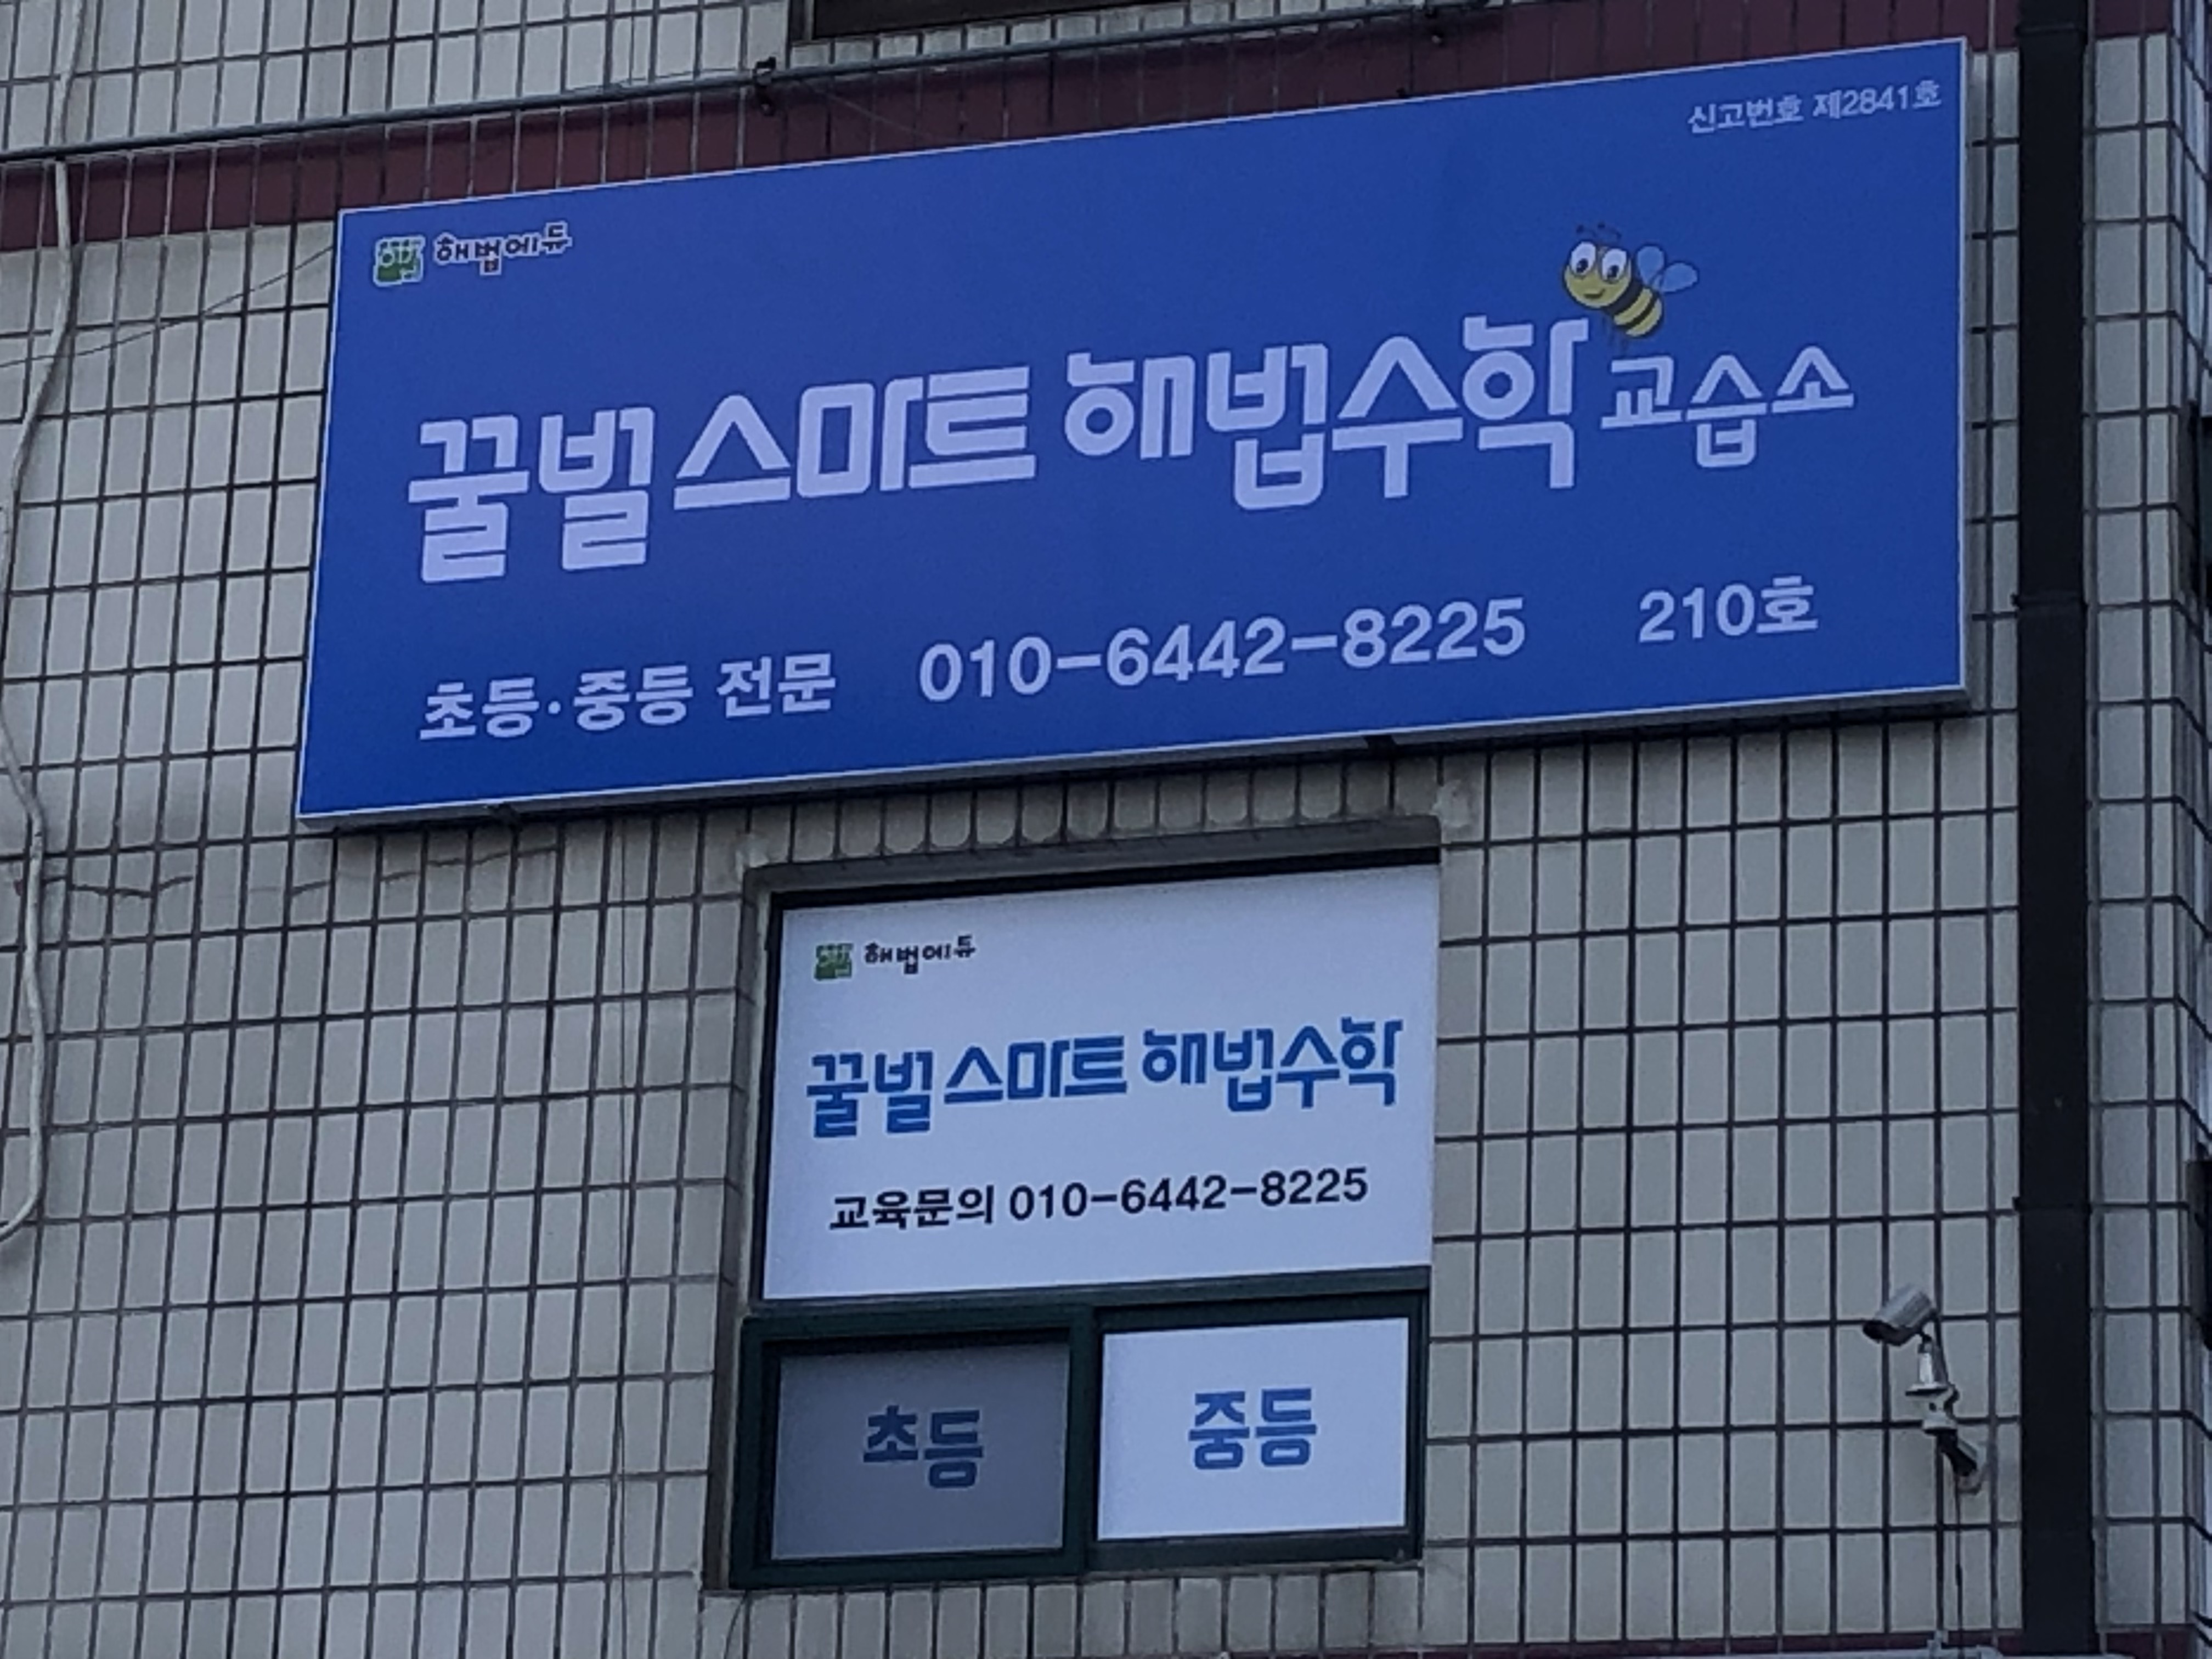 신고번호 제2841호
해법에듀
꿀벌 스마트 해법수학 교습소
초등·중등 전문 010-6442-8225 210호
해법에듀
꿀벌 스마트 해법수학
교육문의 010-6442-8225
초등 중등